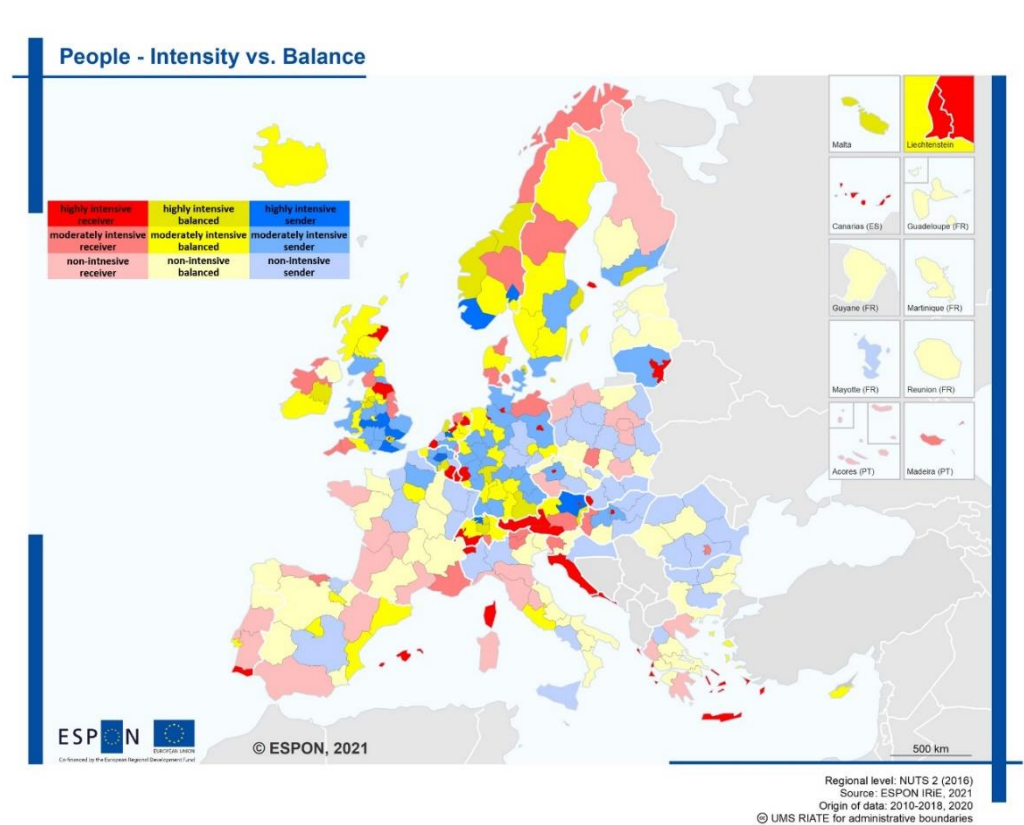 People - Intensity vs. Balance
highly intensive
receiver
highly intensive
balanced
highly intensive
sender
moderately intensive
receiver
moderately intensive
balanced
moderately intensive
sender
non-intnesive
receiver
non-intensive
balanced
non-intensive
sender
Malta
Liechtenstein
Canarias (ES)
Guadeloupe (FR)
Guyane (FR)
Martinique (FR)
Mayotte (FR)
Reunion (FR)
Acores (PT)
Madeira (PT)
ESPON
EUROPEAN UNION
Co-financed by the European Regional Development Fund
© ESPON, 2021
500 km
Regional level: NUTS 2 (2016)
Source: ESPON IRiE, 2021
Origin of data: 2010-2018, 2020
© UMS RIATE for administrative boundaries